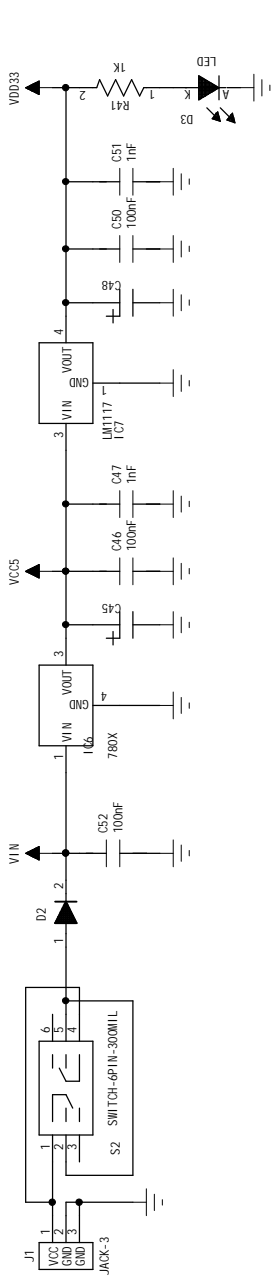 J1
VCC
GND
GND
1
2
3
JACK-3
1
2
3
6
5
4
S2
SWITCH-6PIN-300MIL
D2
1
2
VIN
C52
100nF
1
VIN
VOUT
GND
3
4
IC6
780X
C45
VCC5
C46
100nF
C47
1nF
3
VIN
VOUT
GND
4
1
LM1117
IC7
C48
C50
100nF
C51
1nF
VDD33
2
R41
1K
1
K
A
D3
LED